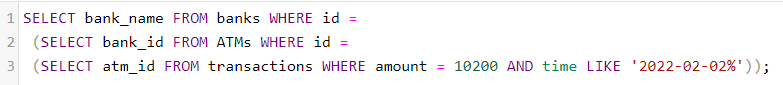 1 SELECT bank_name FROM banks WHERE id =
2 (SELECT bank_id FROM ATMs WHERE id =
3 (SELECT atm_id FROM transactions WHERE amount = 10200 AND time LIKE '2022-02-02%'));